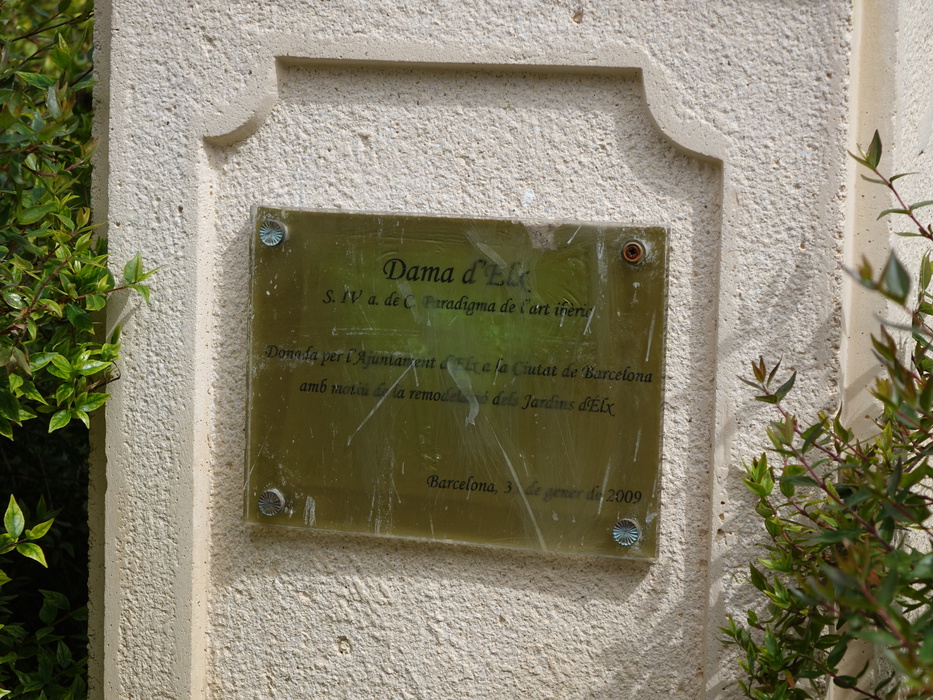 Dama d'Elx
S. IV a. de C. Paradigma de l'art ibèric
Donada per l'Ajuntament d'Elx a la Ciutat de Barcelona
amb motiu de la remodelació dels Jardins d'Elx
Barcelona, de gener de 2009